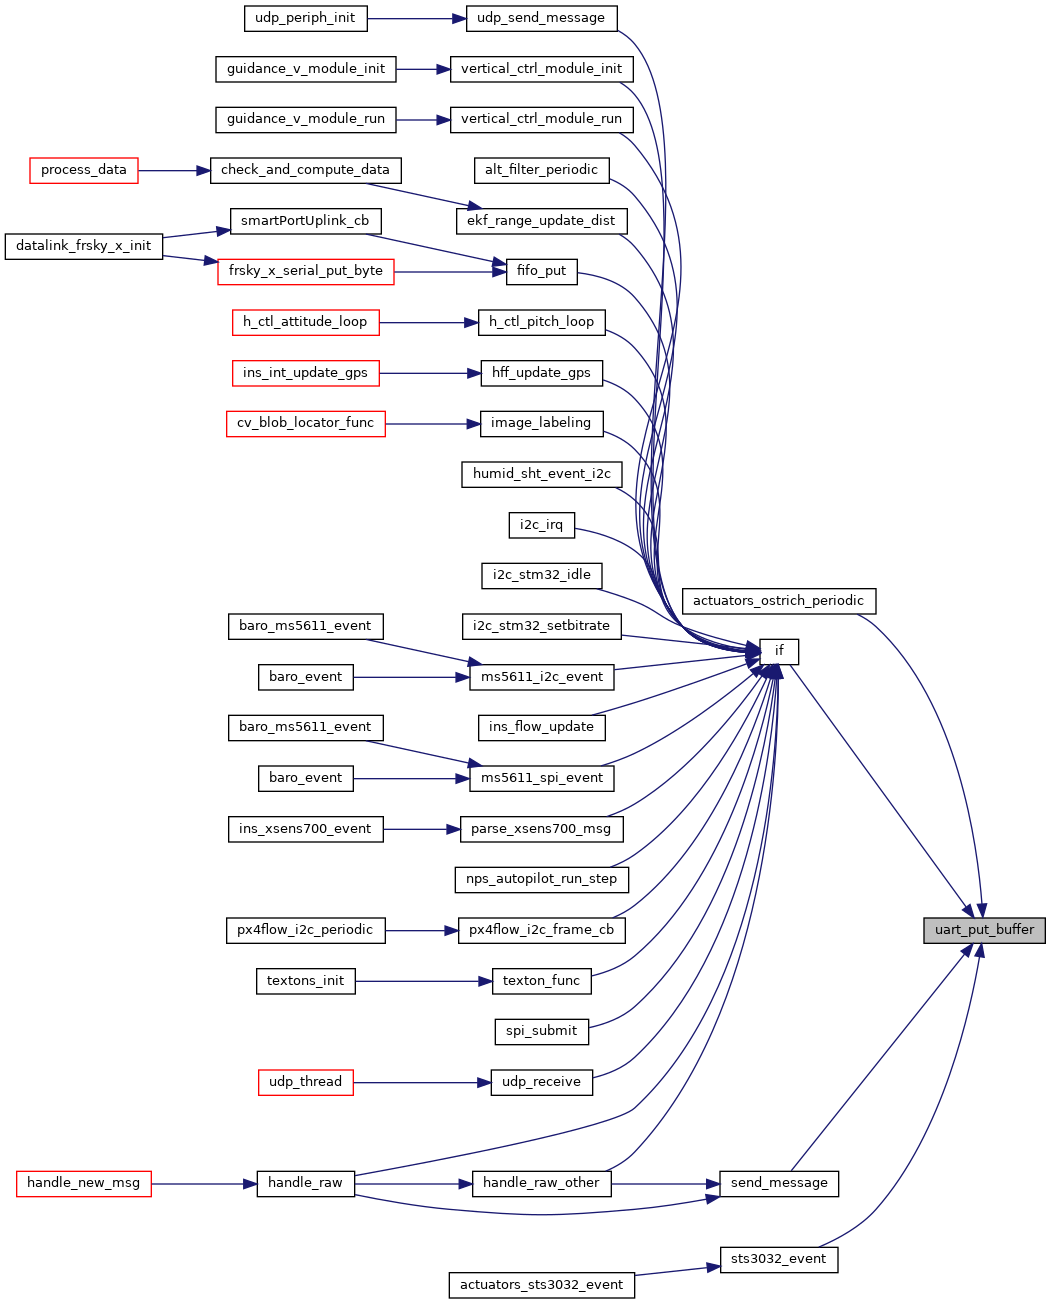 udp_periph_init
udp_send_message
guidance_v_module_init
vertical_ctrl_module_init
guidance_v_module_run
vertical_ctrl_module_run
process_data
check_and_compute_data
alt_filter_periodic
smartPortUplink_cb
ekf_range_update_dist
datalink_frsky_x_init
frsky_x_serial_put_byte
fifo_put
h_ctl_attitude_loop
h_ctl_pitch_loop
ins_int_update_gps
hff_update_gps
cv_blob_locator_func
image_labeling
humid_sht_event_i2c
i2c_irq
i2c_stm32_idle
actuators_ostrich_periodic
baro_ms5611_event
i2c_stm32_setbitrate
if
baro_event
ms5611_i2c_event
baro_ms5611_event
ins_flow_update
baro_event
ms5611_spi_event
ins_xsens700_event
parse_xsens700_msg
nps_autopilot_run_step
px4flow_i2c_periodic
px4flow_i2c_frame_cb
uart_put_buffer
textons_init
texton_func
spi_submit
udp_thread
udp_receive
handle_new_msg
handle_raw
handle_raw_other
send_message
sts3032_event
actuators_sts3032_event